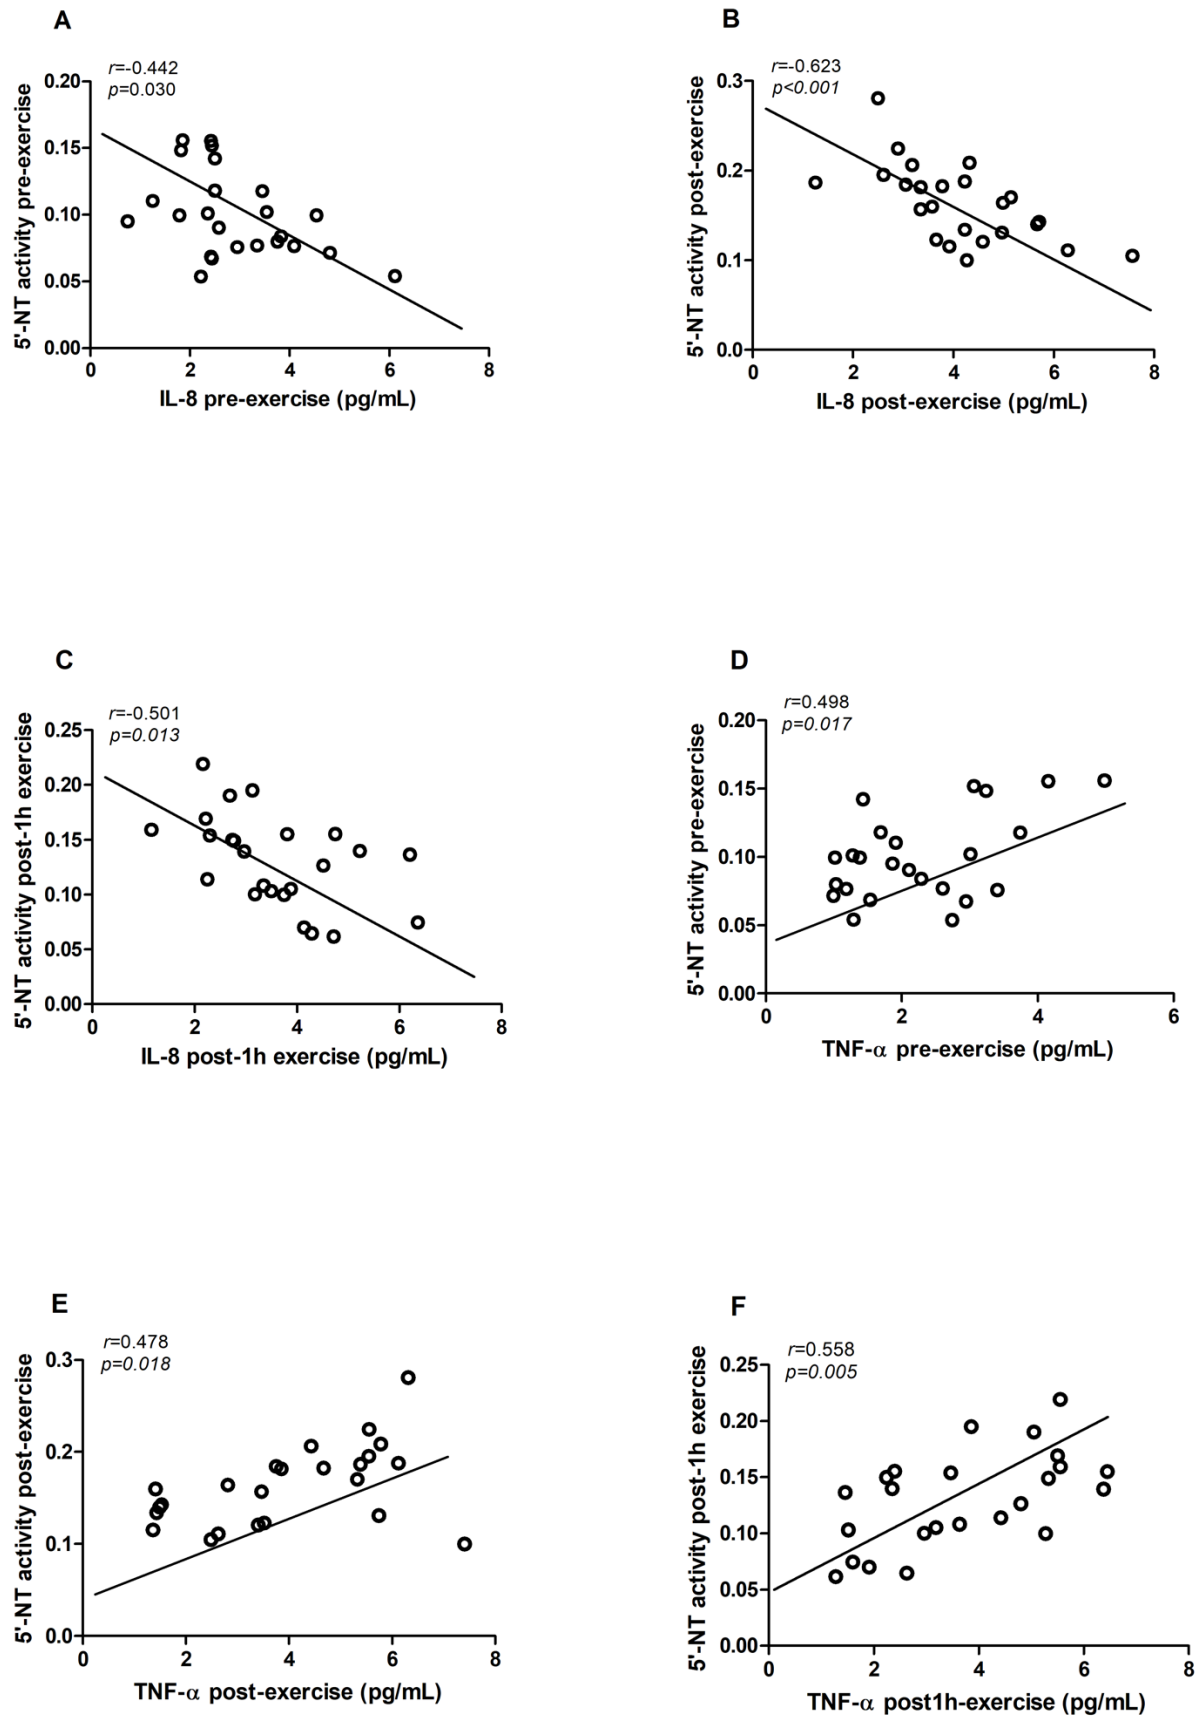 A
r=-0.442
p=0.030
0.20
0.15
0.10
0.05
0.00
0 2 4 6 8
5'-NT activity pre-exercise
IL-8 pre-exercise (pg/mL)
B
r=-0.623
p<0.001
0.3
0.2
0.1
0.0
0 2 4 6 8
5'-NT activity post-exercise
IL-8 post-exercise (pg/mL)
C
r=-0.501
p=0.013
0.25
0.20
0.15
0.10
0.05
0.00
0 2 4 6 8
5'-NT activity post-1h exercise
IL-8 post-1h exercise (pg/mL)
D
r=0.498
p=0.017
0.20
0.15
0.10
0.05
0.00
0 2 4 6
5'-NT activity pre-exercise
TNF-α pre-exercise (pg/mL)
E
r=0.478
p=0.018
0.3
0.2
0.1
0.0
0 2 4 6 8
5'-NT activity post-exercise
TNF-α post-exercise (pg/mL)
F
r=0.558
p=0.005
0.25
0.20
0.15
0.10
0.05
0.00
0 2 4 6 8
5'-NT activity post-1h exercise
TNF-α post1h-exercise (pg/mL)